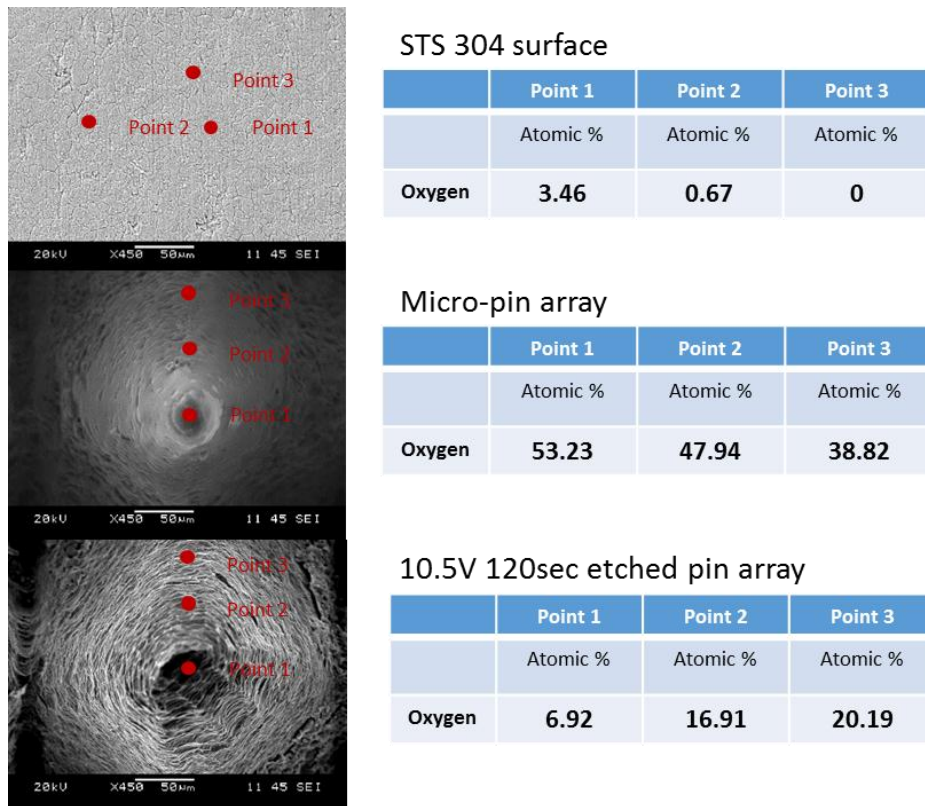 Point 3
Point 2 Point 1
20kV X450 50µm 11 45 SEI
STS 304 surface
Point 1 Point 2 Point 3
Atomic % Atomic % Atomic %
Oxygen 3.46 0.67 0
Point 3
Point 2
Point 1
20kV X450 50µm 11 45 SEI
Micro-pin array
Point 1 Point 2 Point 3
Atomic % Atomic % Atomic %
Oxygen 53.23 47.94 38.82
Point 3
Point 2
Point 1
20kV X450 50µm 11 45 SEI
10.5V 120sec etched pin array
Point 1 Point 2 Point 3
Atomic % Atomic % Atomic %
Oxygen 6.92 16.91 20.19